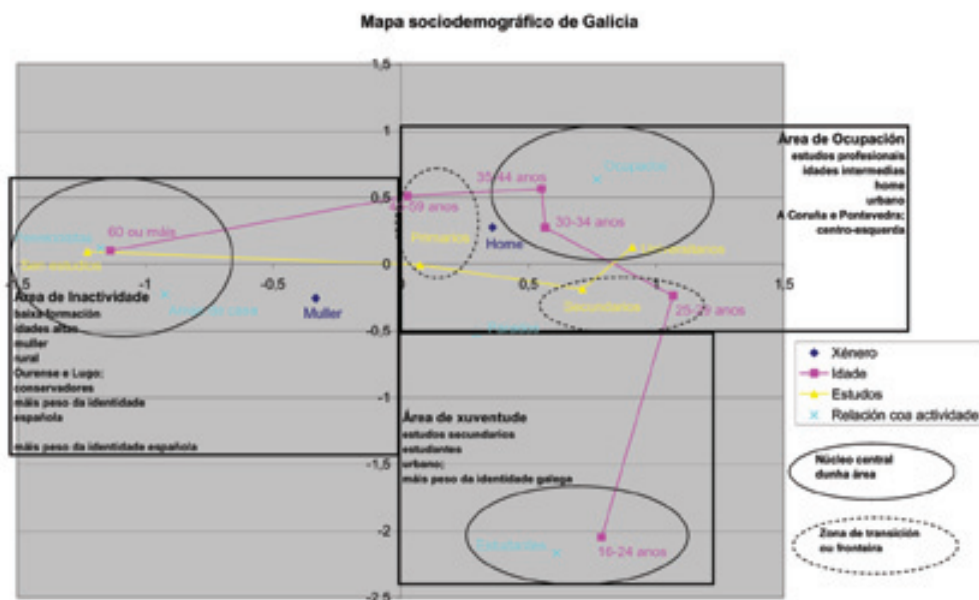 Mapa sociodemográfico de Galicia
1,5
1
0,5
0
-0,5
-1
-1,5
-2
-2,5
-1,5
-1
-0,5
0,5
1
1,5
Área de Ocupación
estudos profesionais
idades intermedias
home
urbano
A Coruña e Pontevedra;
centro-esquerda
Ocupados
35-44 anos
45-59 anos
30-34 anos
Primarios
Home
Universitarios
60 ou máis
Sen estudios
Secundarios
25-29 anos
Muller
Área de Inactividade
baixa formación
idades altas
muller
rural
Ourense e Lugo;
conservadores
máis peso da identidade
española
máis peso da identidade española
Área de xuventude
estudos secundarios
estudantes
urbano;
máis peso da identidade galega
Estudantes
16-24 anos
Xénero
Idade
Estudos
Relación coa actividade
Núcleo central
dunha área
Zona de transición
ou fronteira